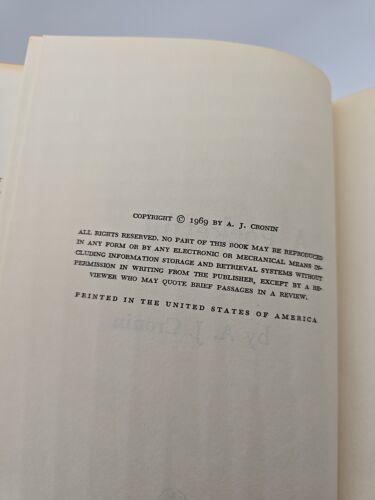 COPYRIGHT © 1969 BY A. J. CRONIN
ALL RIGHTS RESERVED. NO PART OF THIS BOOK MAY BE REPRODUCED
IN ANY FORM OR BY ANY ELECTRONIC OR MECHANICAL MEANS IN-
CLUDING INFORMATION STORAGE AND RETRIEVAL SYSTEMS WITHOUT
PERMISSION IN WRITING FROM THE PUBLISHER, EXCEPT BY A RE-
VIEWER WHO MAY QUOTE BRIEF PASSAGES IN A REVIEW.
PRINTED IN THE UNITED STATES OF AMERICA
by A. J. Cronin